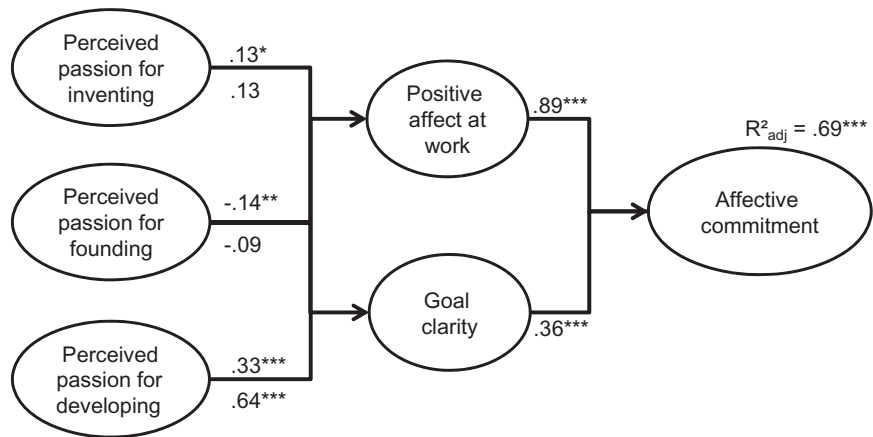 Perceived
passion for
inventing
.13*
.13
Perceived
passion for
founding
-.14**
-.09
Perceived
passion for
developing
.33***
.64***
Positive
affect at
work
.89***
Goal
clarity
.36***
R²adj = .69***
Affective
commitment